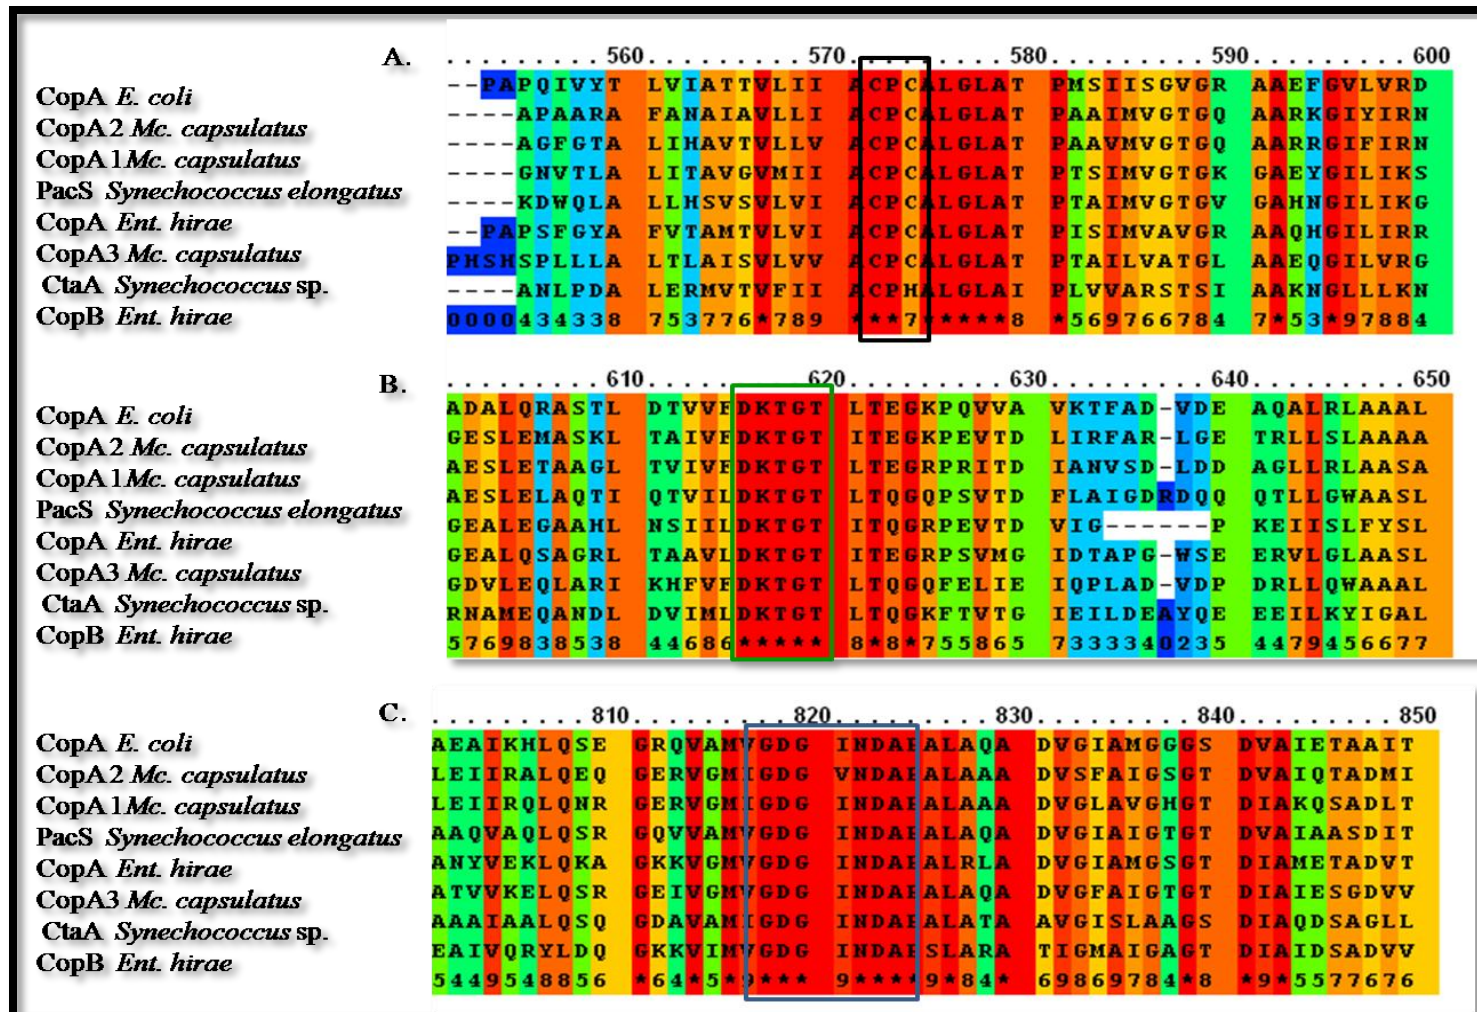 A. . . . . . . . . 560. . . . . . . . 570. . . . . . . . 580. . . . . . . . 590. . . . . . . . 600
CopA E. coli --PAPQIVYT LVIATTVLII ACPCALGLAT PMSIISGVGR AAEFGVLVRD
CopA2 Mc. capsulatus ----APAARA FANAIAVLLI ACPCALGLAT PAAIMVGTGQ AARKGIYIRN
CopA1Mc. capsulatus ----AGFGTA LIHAVTVLLV ACPCALGLAT PAAVMVGTGQ AARRGIFIRN
PacS Synechococcus elongatus ----GNVTLA LITAVGVMII ACPCALGLAT PTSIMVGTGK GAEYGILIKS
CopA Ent. hirae ----KDWQLA LLHSVSVLVI ACPCALGLAT PTAIMVGTGV GAHNGILIKG
CopA3 Mc. capsulatus --PAPSFGYA FVTAMTVLVI ACPCALGLAT PISIMVAVGR AAQHGILIRR
CtaA Synechococcus sp. PHSHSPLLLA LTLAISVLVV ACPCALGLAT PTAILVATGL AAEQGILVRG
CopB Ent. hirae ----ANLPDA LERMVTVFII ACPHALGLAI PLVVARSTSI AAKNGLLLKN
0000434338 753776*789 ***7*****8 *569766784 7*53*97884
B. . . . . . . . . 610. . . . . . . . 620. . . . . . . . 630. . . . . . . . 640. . . . . . . . 650
CopA E. coli ADALQRASTL DTVVFDKTGT LTEGKPQVVA VKTFAD-VDE AQALRLAAAL
CopA2 Mc. capsulatus GESLEMASKL TAIVFDKTGT ITEGKPEVTD LIRFAR-LGE TRLLSLAAAA
CopA1Mc. capsulatus AESLETAAGL TVIVFDKTGT LTEGRPRITD IANVSD-LDD AGLLRLAASA
PacS Synechococcus elongatus AESLELAQTI QTVILDKTGT LTQGQPSVTD FLAIGDRDQQ QTLLGWAASL
CopA Ent. hirae GEALEGAAHL NSIILDKTGT ITQGRPEVTD VIG------P KEIISLFYSL
CopA3 Mc. capsulatus GEALQSAGRL TAAVLDKTGT ITEGRPSVMG IDTAPG-WSE ERVLGLAASL
CtaA Synechococcus sp. GDVLEQLARI KHFVFDKTGT LTQGQFELIE IQPLAD-VDP DRLLQWAAAL
CopB Ent. hirae RNAMEQANDL DVIMLDKTGT LTQGKFTVTG IEILDEAYQE EEILKYIGAL
5769838538 44686***** 8*8*755865 7333340235 4479456677
C. . . . . . . . . 810. . . . . . . . 820. . . . . . . . 830. . . . . . . . 840. . . . . . . . 850
CopA E. coli AEAIKHLQSE GRQVAMVGDG INDAPALAQA DVGIAMGGGS DVAIETAAIT
CopA2 Mc. capsulatus LEIIRALQEQ GERVGMIGDG VNDAPALAAA DVSFAIGSGT DVAIQTADMI
CopA1Mc. capsulatus LEIIRQLQNR GERVGMIGDG INDAPALAAA DVGLAVGHGT DIAKQSADLT
PacS Synechococcus elongatus AAQVAQLQSR GQVVAMVGDG INDAPALAQA DVGIAIGTGT DVAIAASDIT
CopA Ent. hirae ANYVEKLQKA GKKVGMVGDG INDAPALRLA DVGIAMGSGT DIAMETADVT
CopA3 Mc. capsulatus ATVVKELQSR GEIVGMVGDG INDAPALAQA DVGFAIGTGT DIAIESGDVV
CtaA Synechococcus sp. AAAIAALQSQ GDAVAMIGDG INDAPALATA AVGISLAAGS DIAQDSAGLL
CopB Ent. hirae EAIVQRYLDQ GKKVIMVGDG INDAPSLARA TIGMAIGAGT DIAIDSADVV
5449548856 *64*5*9*** 9****9*84* 69869784*8 *9*5577676